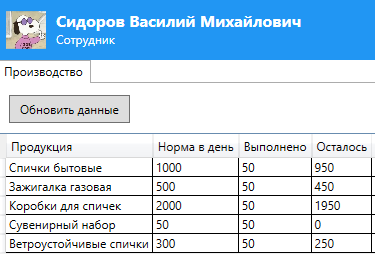 Сидоров Василий Михайлович
Сотрудник
Производство
Обновить данные
Продукция Норма в день Выполнено Осталось
Спички бытовые 1000 50 950
Зажигалка газовая 500 50 450
Коробки для спичек 2000 50 1950
Сувенирный набор 50 50 0
Ветроустойчивые спички 300 50 250